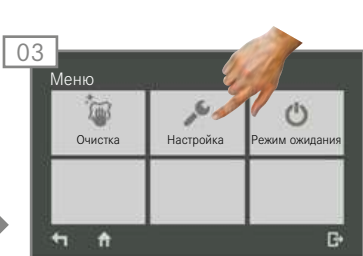 03
Меню
Очистка
Настройка
Режим ожидания